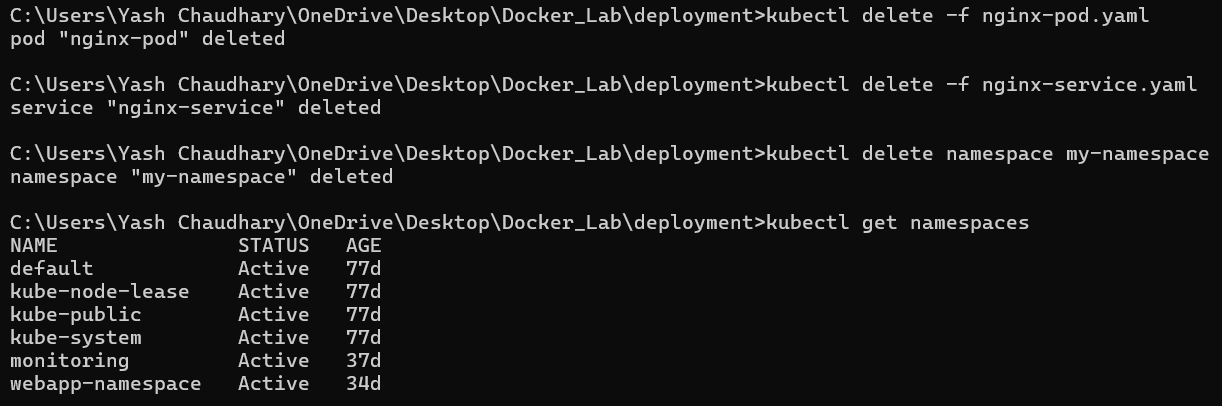 C:\Users\Yash Chaudhary\OneDrive\Desktop\Docker_Lab\deployment>kubectl delete -f nginx-pod.yaml
pod "nginx-pod" deleted
C:\Users\Yash Chaudhary\OneDrive\Desktop\Docker_Lab\deployment>kubectl delete -f nginx-service.yaml
service "nginx-service" deleted
C:\Users\Yash Chaudhary\OneDrive\Desktop\Docker_Lab\deployment>kubectl delete namespace my-namespace
namespace "my-namespace" deleted
C:\Users\Yash Chaudhary\OneDrive\Desktop\Docker_Lab\deployment>kubectl get namespaces
NAME STATUS AGE
default Active 77d
kube-node-lease Active 77d
kube-public Active 77d
kube-system Active 77d
monitoring Active 37d
webapp-namespace Active 34d